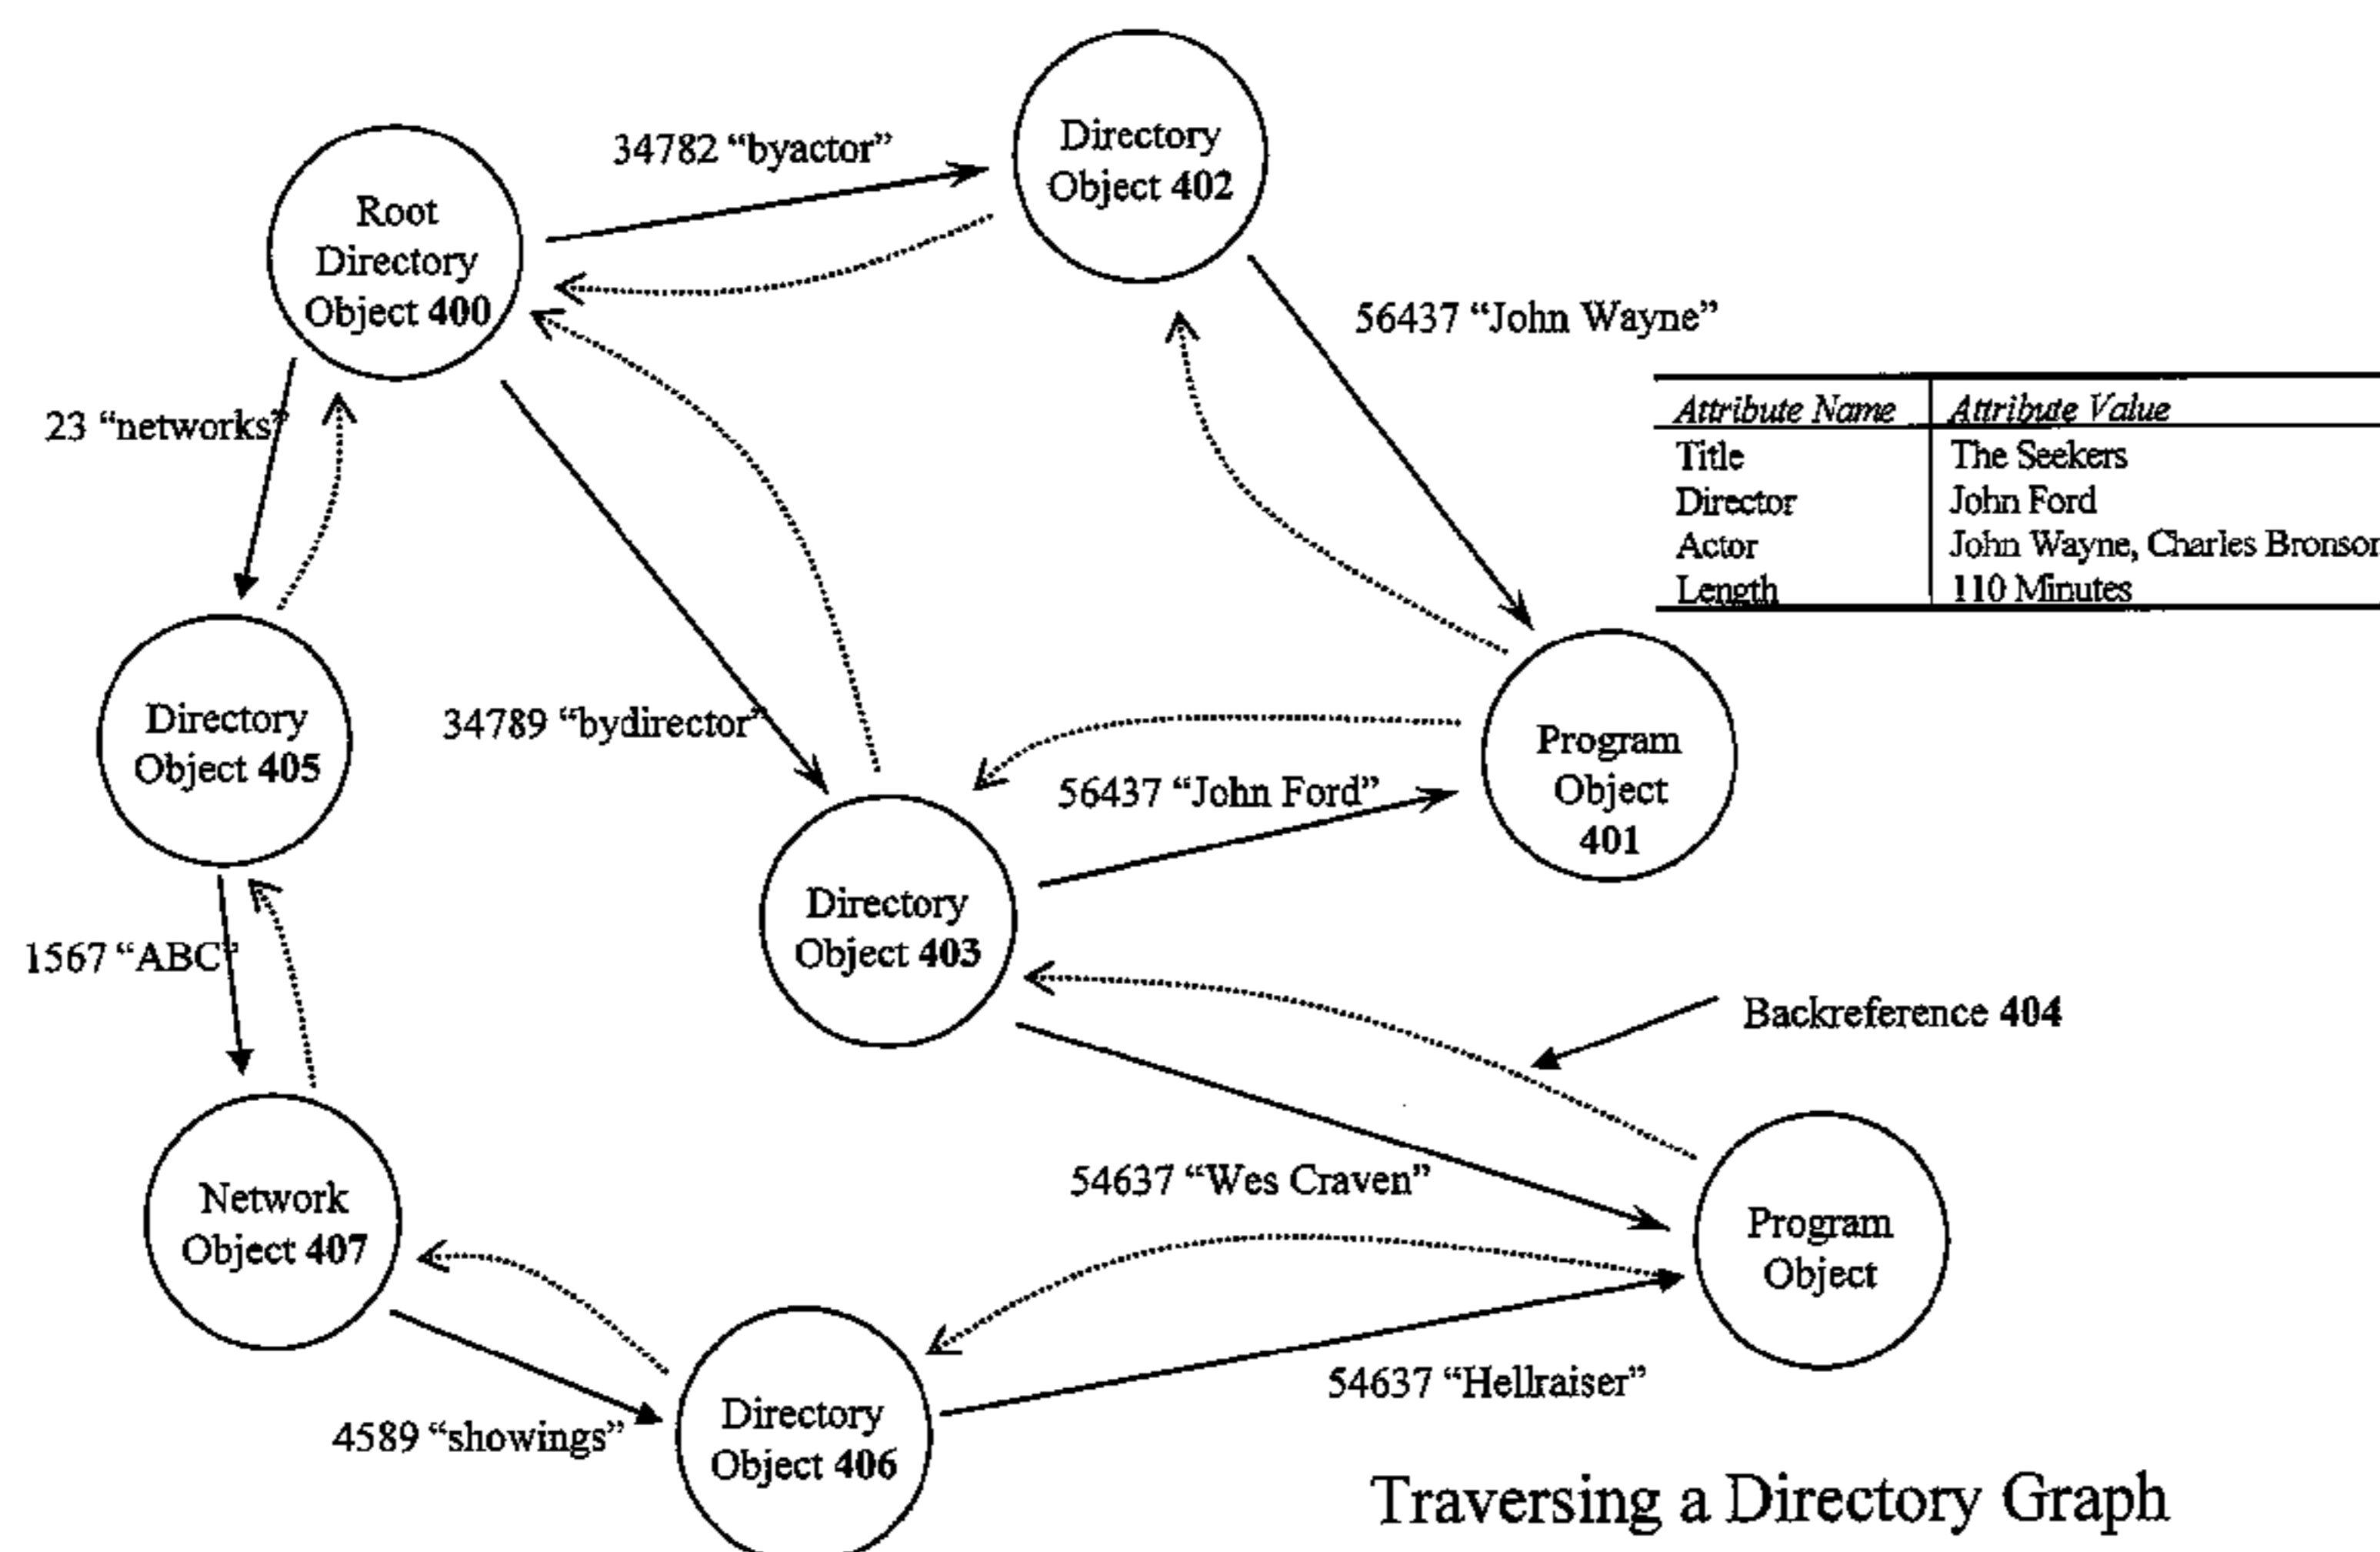 34782 “byactor”
Directory
Object 402
Root
Directory
Object 400
56437 “John Wayne”
23 “networks”
Attribute Name Attribute Value
Title The Seekers
Director John Ford
Actor John Wayne, Charles Bronson
Length 110 Minutes
Directory
Object 405
34789 “bydirector”
Program
Object
401
56437 “John Ford”
Directory
Object 403
1567 “ABC”
Backreference 404
Network
Object 407
54637 “Wes Craven”
Program
Object
4589 “showings”
Directory
Object 406
54637 “Hellraiser”
Traversing a Directory Graph